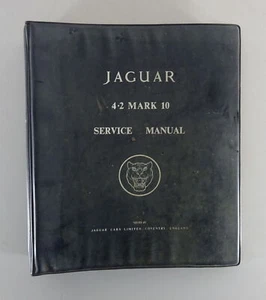 JAGUAR
4·2 MARK 10
SERVICE MANUAL
JAGUAR CARS LIMITED, COVENTRY, ENGLAND